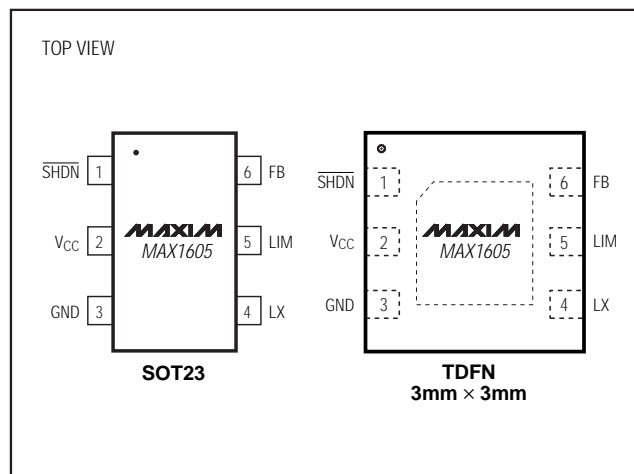 TOP VIEW
SHDN 1
6 FB
VCC 2
MAXIM
MAX1605
5 LIM
GND 3
4 LX
SOT23
SHDN 1
6 FB
VCC 2
MAXIM
MAX1605
5 LIM
GND 3
4 LX
TDFN
3mm × 3mm